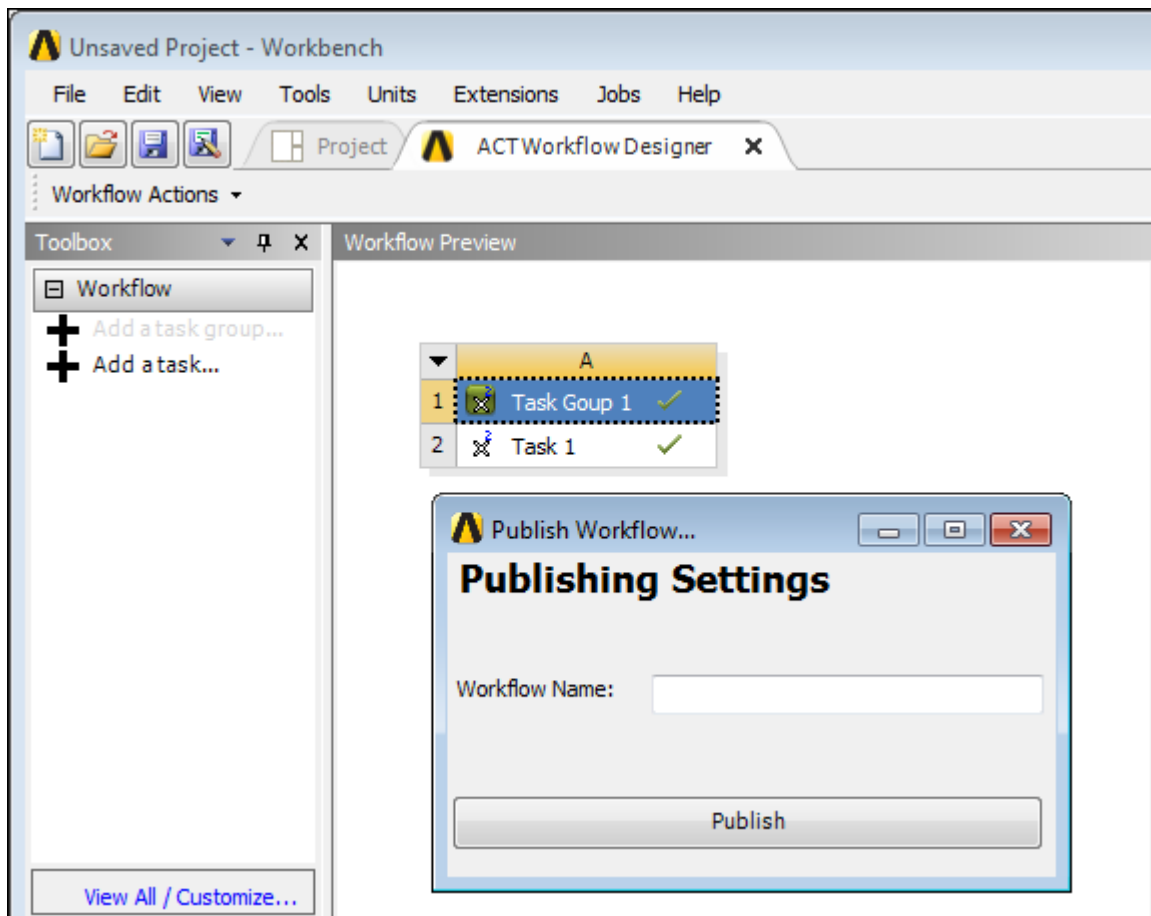 Unsaved Project - Workbench
File Edit View Tools Units Extensions Jobs Help
Project ACT Workflow Designer
Workflow Actions
Toolbox
Workflow Preview
Workflow
Add a task group...
Add a task...
A
1 Task Goup 1
2 Task 1
Publish Workflow...
Publishing Settings
Workflow Name:
Publish
View All / Customize...